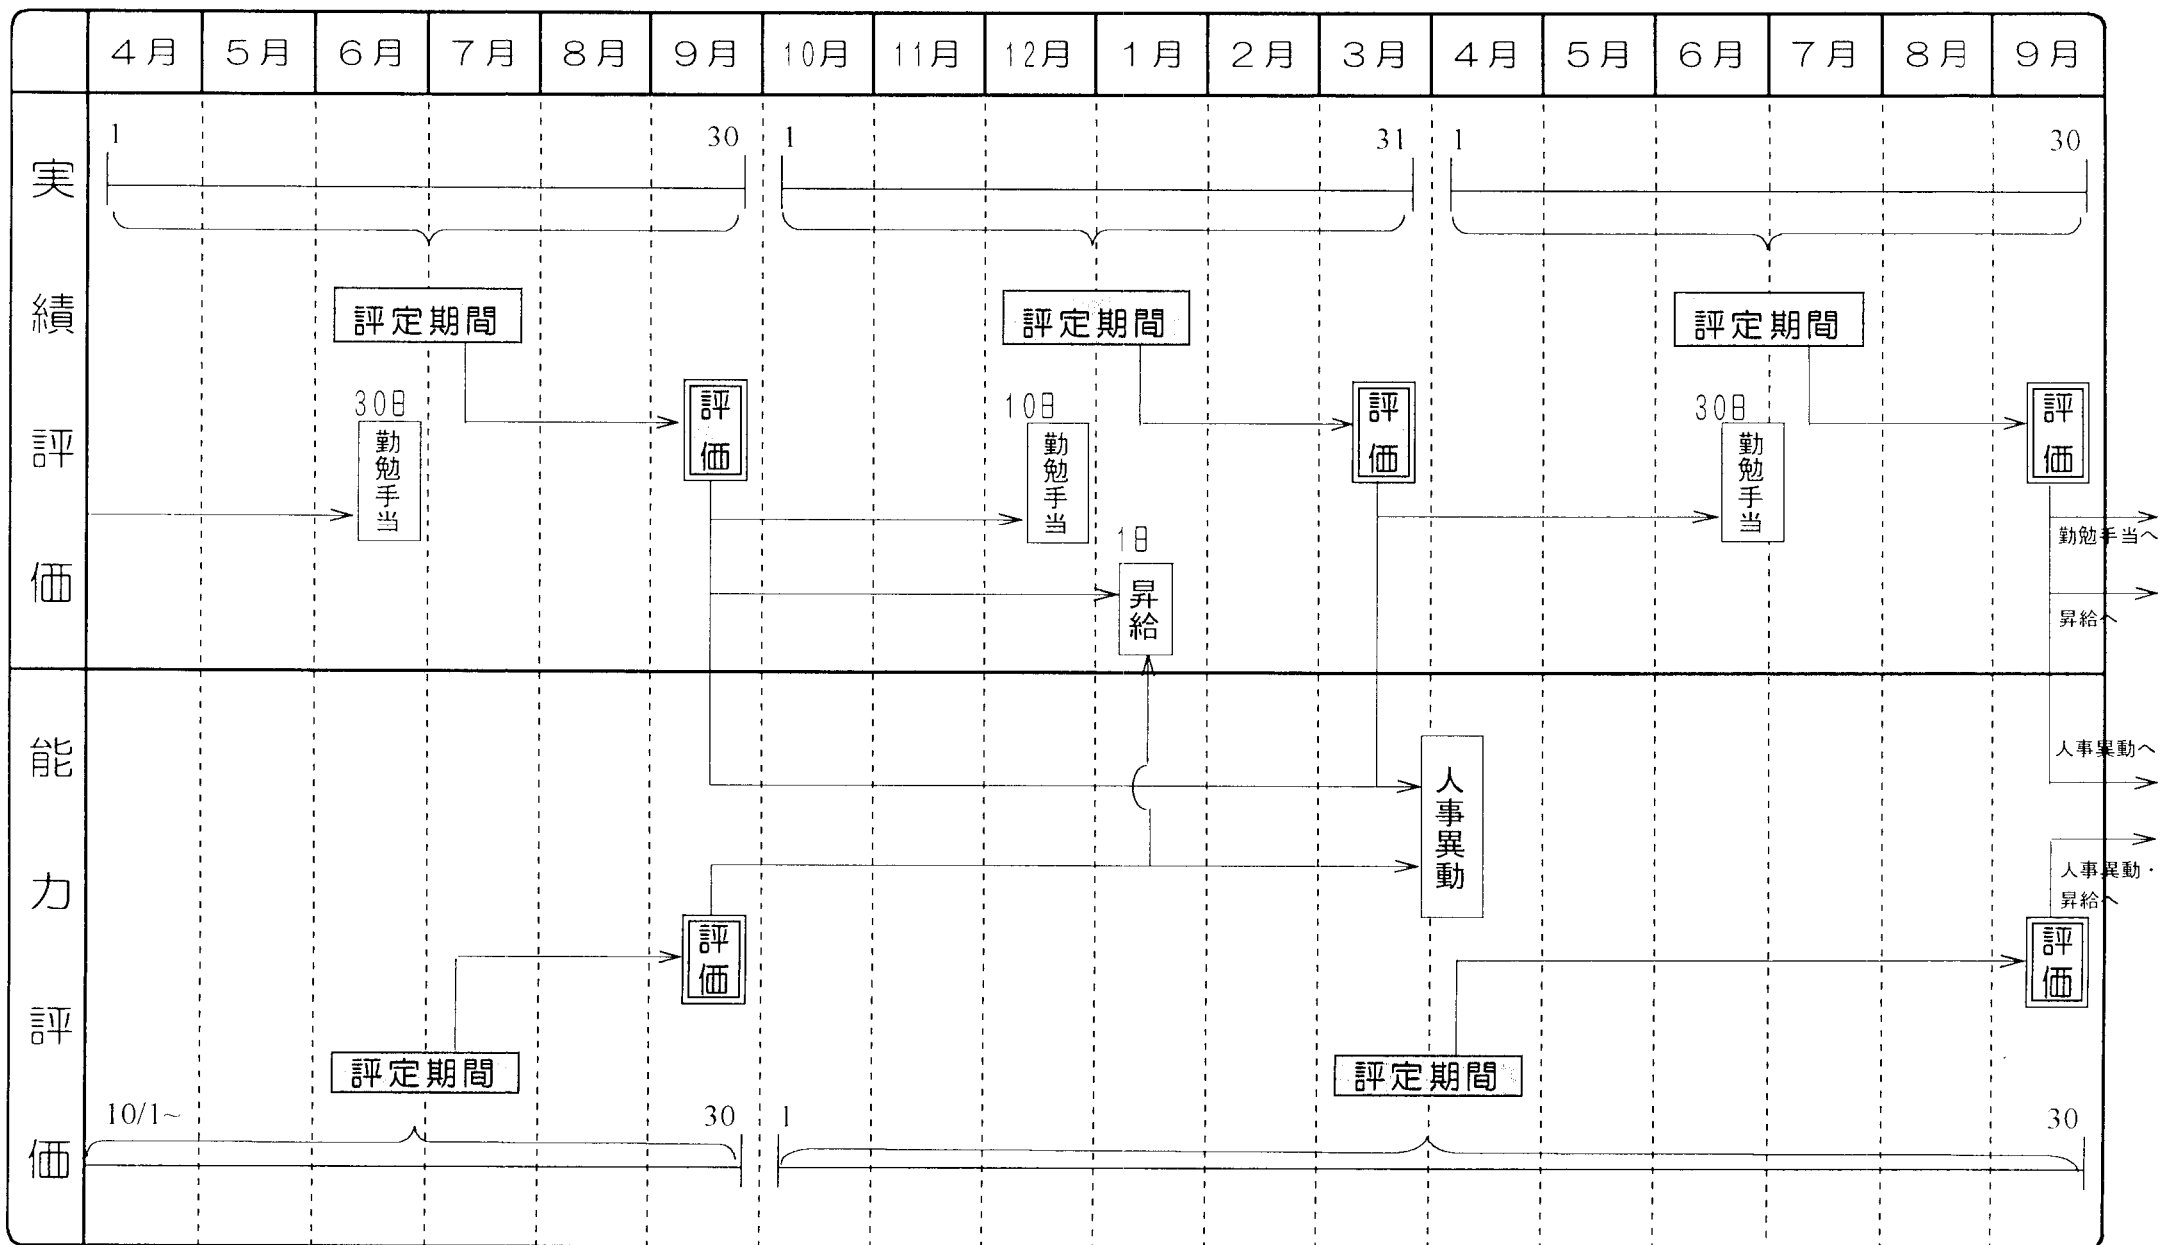 4月 5月 6月 7月 8月 9月 10月 11月 12月 1月 2月 3月 4月 5月 6月 7月 8月 9月
実績評価
1 30 1 31 1 30
評定期間 評定期間 評定期間
30日 10日 30日
評価 評価 評価
勤勉手当 勤勉手当 勤勉手当
勤勉手当へ
1日
昇給
昇給へ
能力評価
人事異動へ
人事異動
人事異動・
昇給へ
評価 評価
評定期間 評定期間
10/1~ 30 1 30